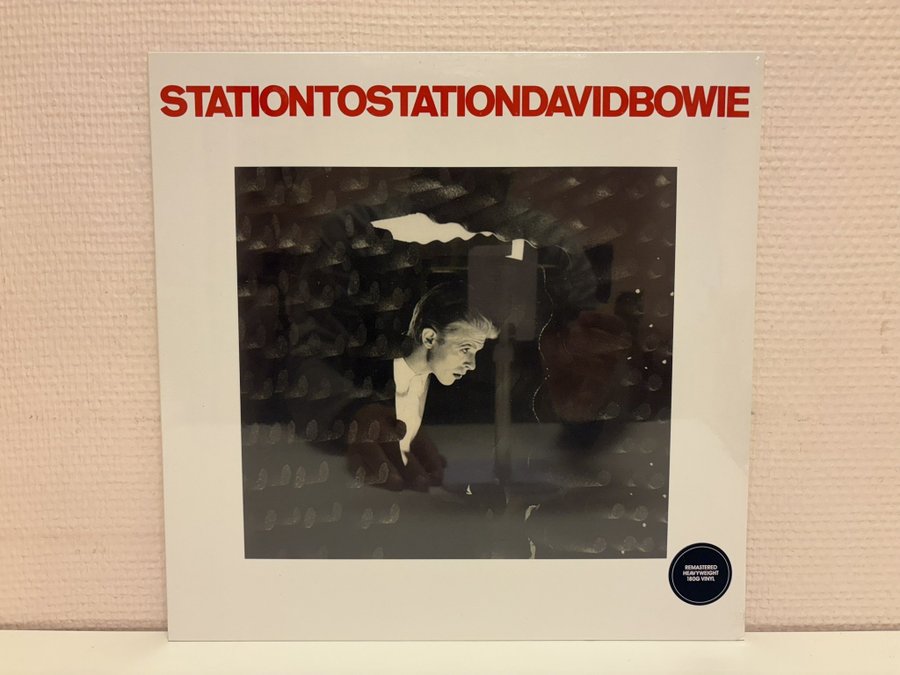 STATIONTOSTATIONDAVIDBOWIE
REMASTERED
HEAVYWEIGHT
180G VINYL